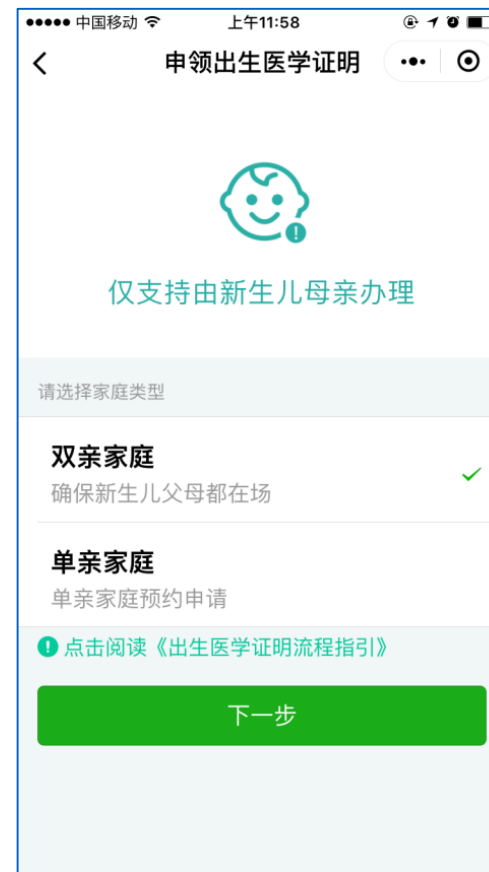 中国移动 上午11:58
申领出生医学证明
仅支持由新生儿母亲办理
请选择家庭类型
双亲家庭
确保新生儿父母都在场
单亲家庭
单亲家庭预约申请
点击阅读《出生医学证明流程指引》
下一步